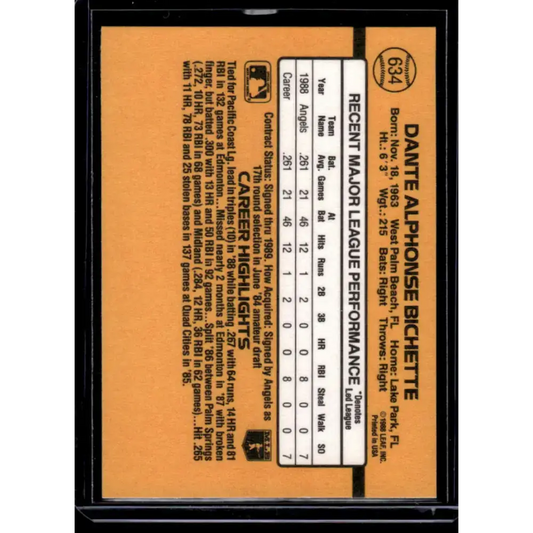 634
DANTE ALPHONSE BICHETTE
Born: Nov. 18, 1963 West Palm Beach, FL Home: Lake Park, FL
Ht.: 6' 3" Wgt.: 215 Bats: Right Throws: Right
©1988 LEAF, INC.
Printed in USA
RECENT MAJOR LEAGUE PERFORMANCE *Denotes Led League
Year Team Name Bat. Avg. Games At Bat Hits Runs 2B 3B HR RBI Steal Walk SO
1988 Angels .261 21 46 12 1 2 0 0 8 0 0 7
Career .261 21 46 12 1 2 0 0 8 0 0 7
Contract Status: Signed thru 1989. How Acquired: Signed by Angels as
17th round selection in June '84 amateur draft
CAREER HIGHLIGHTS
Tied for Pacific Coast Lg. lead in triples (10) in '88 while batting .267 with 64 runs, 14 HR and 81
RBI in 132 games at Edmonton... Missed nearly 2 months at Edmonton in '87 with broken
finger, but batted .300 with 13 HR and 50 RBI in 92 games... Split '86 between Palm Springs
(.272, 10 HR, 73 RBI in 68 games) and Midland (.284, 12 HR, 36 RBI in 62 games)... Hit .265
with 11 HR, 78 RBI and 25 stolen bases in 137 games at Quad Cities in '85.